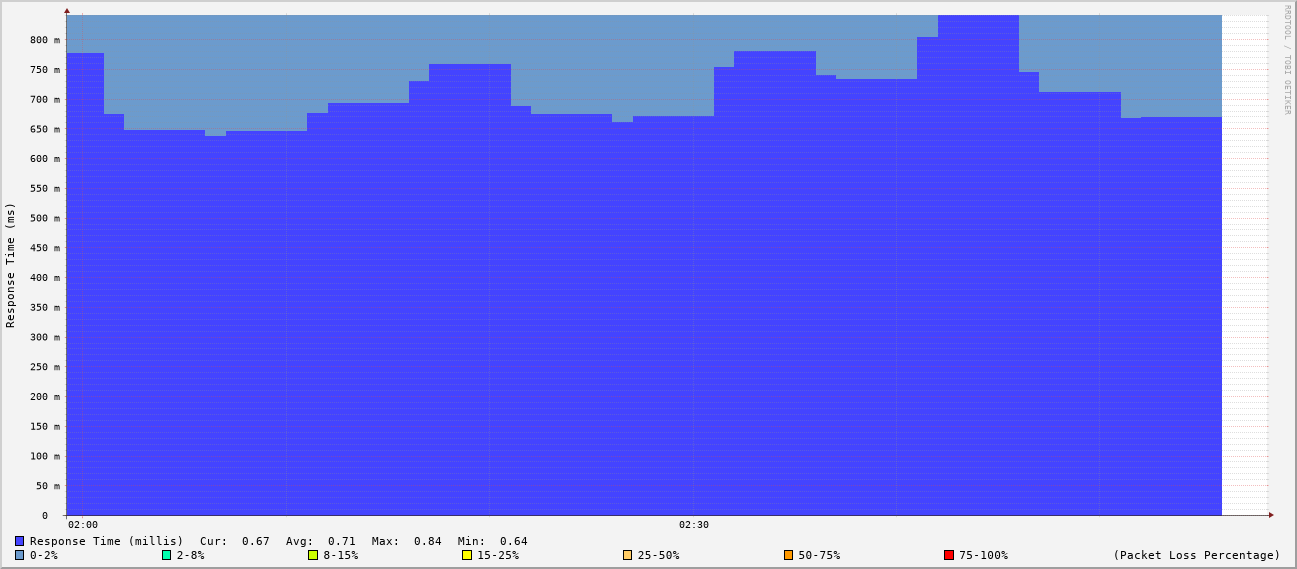 RRDTOOL / TOBI OETIKER
Response Time (ms)
800 m
750 m
700 m
650 m
600 m
550 m
500 m
450 m
400 m
350 m
300 m
250 m
200 m
150 m
100 m
50 m
0
02:00 02:30
Response Time (millis) Cur: 0.67 Avg: 0.71 Max: 0.84 Min: 0.64
0-2% 2-8% 8-15% 15-25% 25-50% 50-75% 75-100% (Packet Loss Percentage)